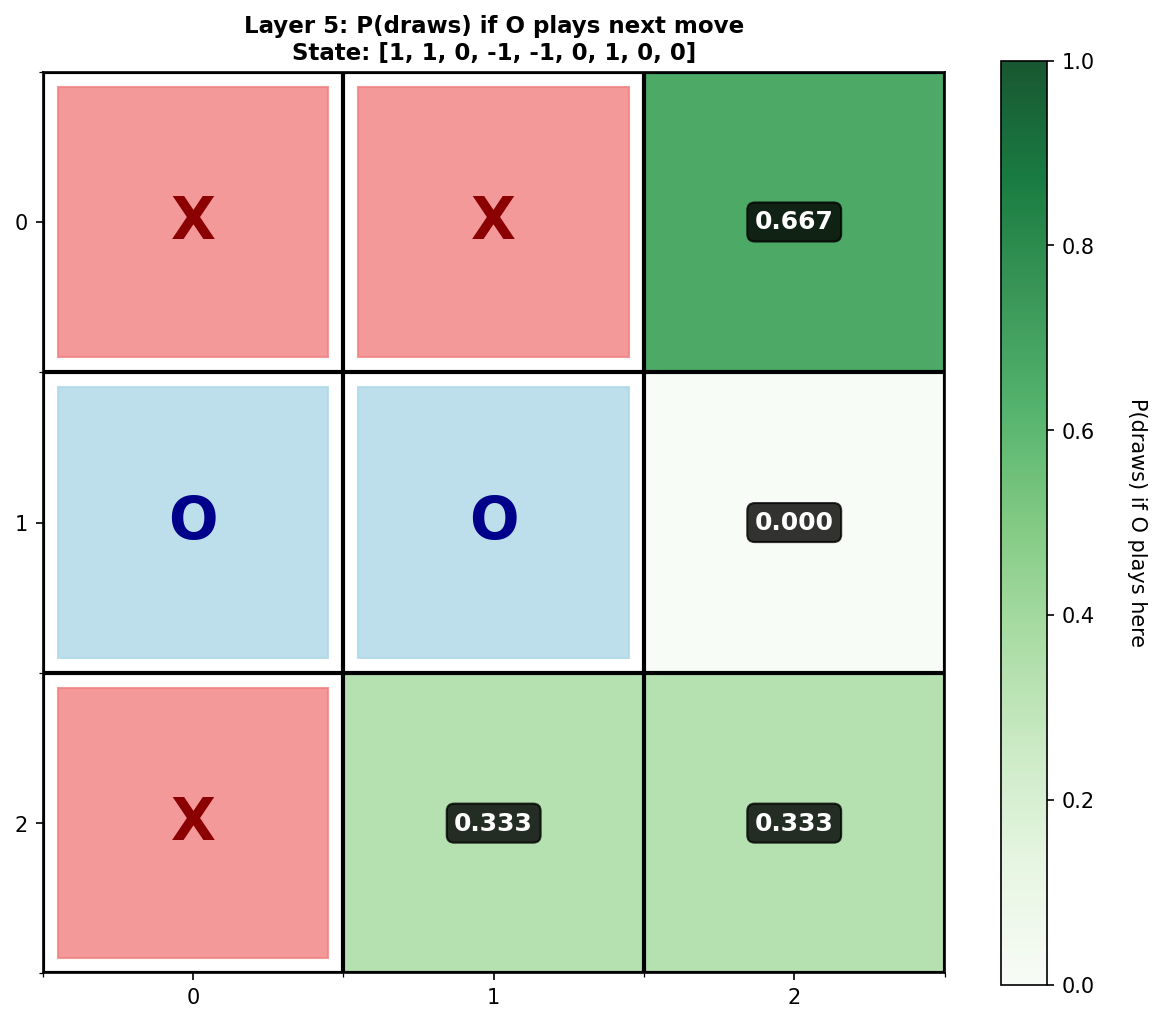 Layer 5: P(draws) if O plays next move
State: [1, 1, 0, -1, -1, 0, 1, 0, 0]
X
X
0.667
O
O
0.000
X
0.333
0.333
0
1
2
0
1
2
1.0
0.8
0.6
0.4
0.2
0.0
P(draws) if O plays here